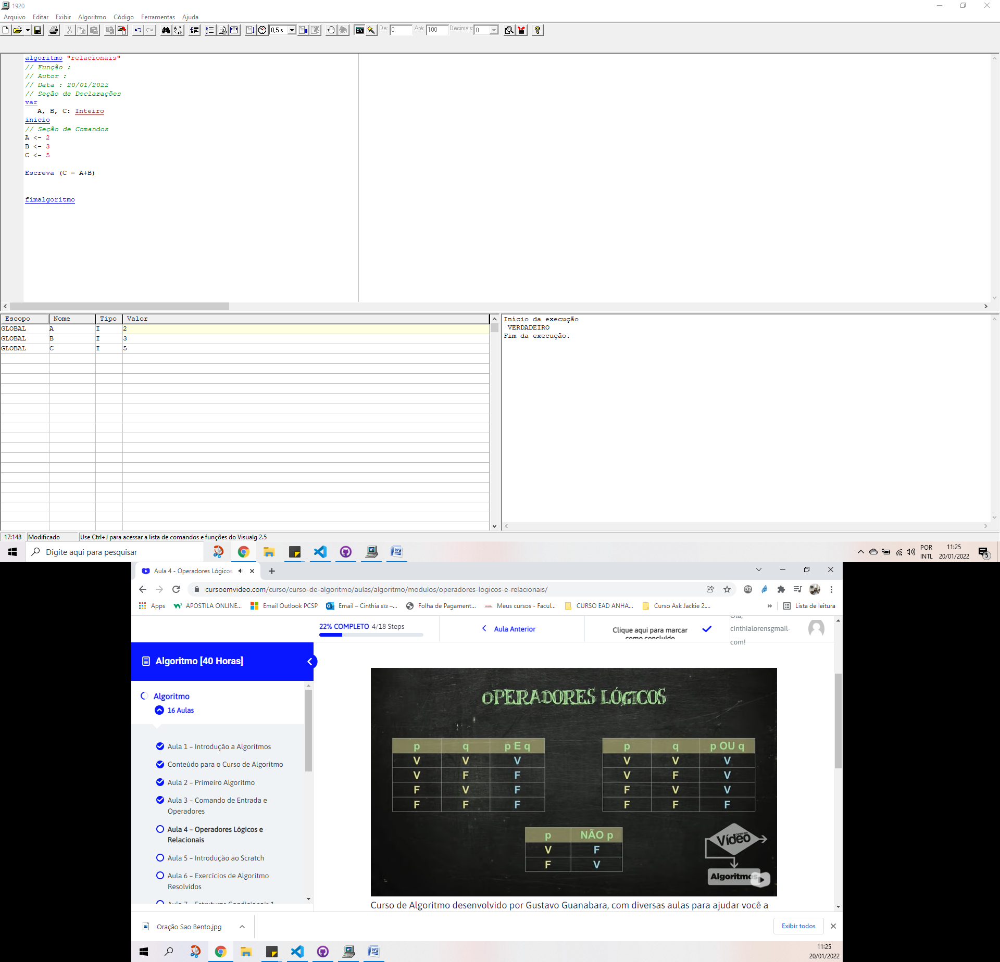 1920
Arquivo Editar Exibir Algoritmo Código Ferramentas Ajuda
0,5 s De: 0 Até: 100 Decimais: 0
algoritmo "relacionais"
// Função :
// Autor :
// Data : 20/01/2022
// Seção de Declarações
var
A, B, C: Inteiro
inicio
// Seção de Comandos
A <- 2
B <- 3
C <- 5
Escreva (C = A+B)
fimalgoritmo
Escopo Nome Tipo Valor
GLOBAL A I 2
GLOBAL B I 3
GLOBAL C I 5
Início da execução
VERDADEIRO
Fim da execução.
17:148 Modificado Use Ctrl+J para acessar a lista de comandos e funções do Visualg 2.5
Digite aqui para pesquisar
POR
INTL
11:25
20/01/2022
5
Aula 4 - Operadores Lógicos
cursoemvideo.com/curso/curso-de-algoritmo/aulas/algoritmo/modulos/operadores-logicos-e-relacionais/
Apps APOSTILA ONLINE... Email Outlook PCSP Email – Cinthia εïз –... Folha de Pagament... Meus cursos - Facul... CURSO EAD ANHA... Curso Ask Jackie 2.... » Lista de leitura
22% COMPLETO 4/18 Steps
Aula Anterior
Clique aqui para marcar
como concluído
Olá,
cinthialorensgmail-
com!
Algoritmo [40 Horas]
Algoritmo
16 Aulas
Aula 1 – Introdução a Algoritmos
Conteúdo para o Curso de Algoritmo
Aula 2 – Primeiro Algoritmo
Aula 3 – Comando de Entrada e
Operadores
Aula 4 – Operadores Lógicos e
Relacionais
Aula 5 – Introdução ao Scratch
Aula 6 – Exercícios de Algoritmo
Resolvidos
Aula 7 – Estruturas Condicionais 1
OPERADORES LÓGICOS
p q p E q
V V V
V F F
F V F
F F F
p q p OU q
V V V
V F V
F V V
F F F
p NÃO p
V F
F V
Curso em
Vídeo
Algoritmos
Curso de Algoritmo desenvolvido por Gustavo Guanabara, com diversas aulas para ajudar você a
Oração Sao Bento.jpg
Exibir todos
11:25
20/01/2022